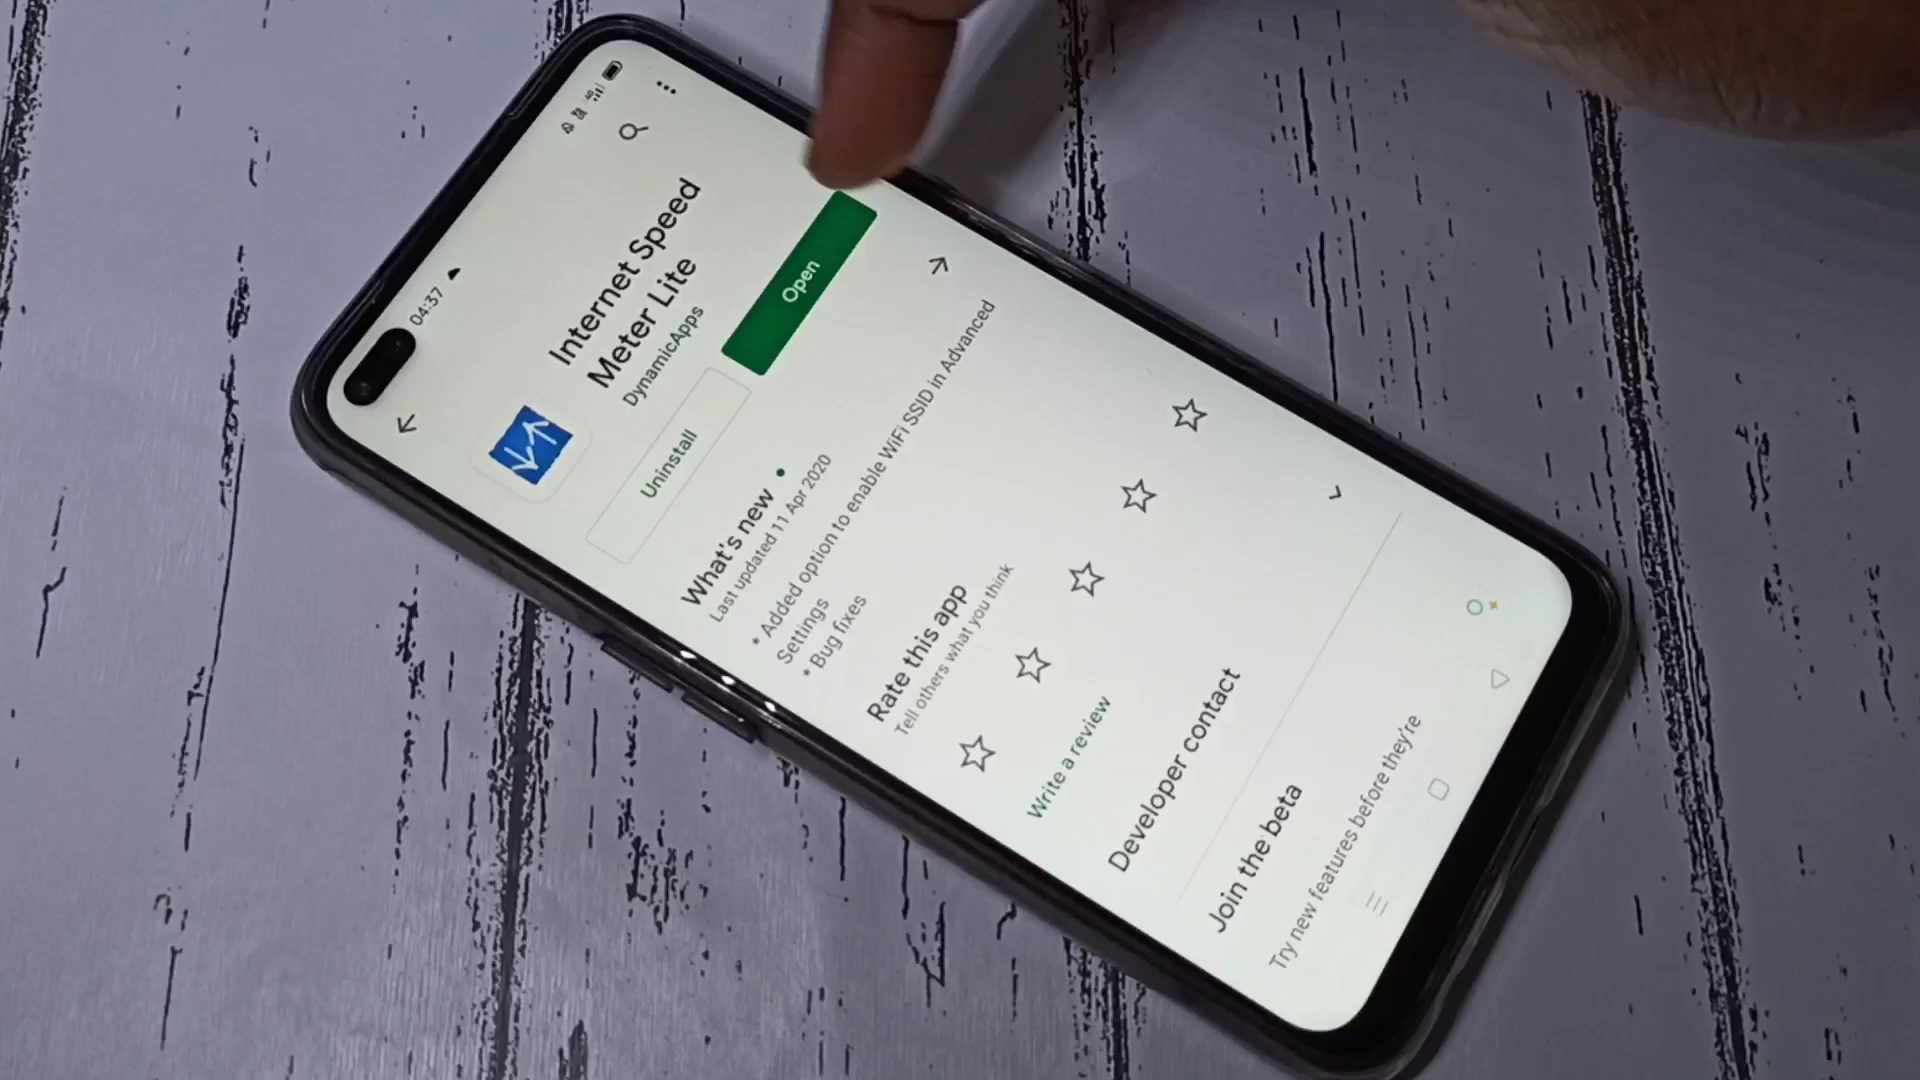 04:37
4G
Internet Speed
Meter Lite
DynamicApps
Uninstall
Open
What's new
Last updated 11 Apr 2020
* Added option to enable WiFi SSID in Advanced
Settings
* Bug fixes
Rate this app
Tell others what you think
Write a review
Developer contact
Join the beta
Try new features before they're